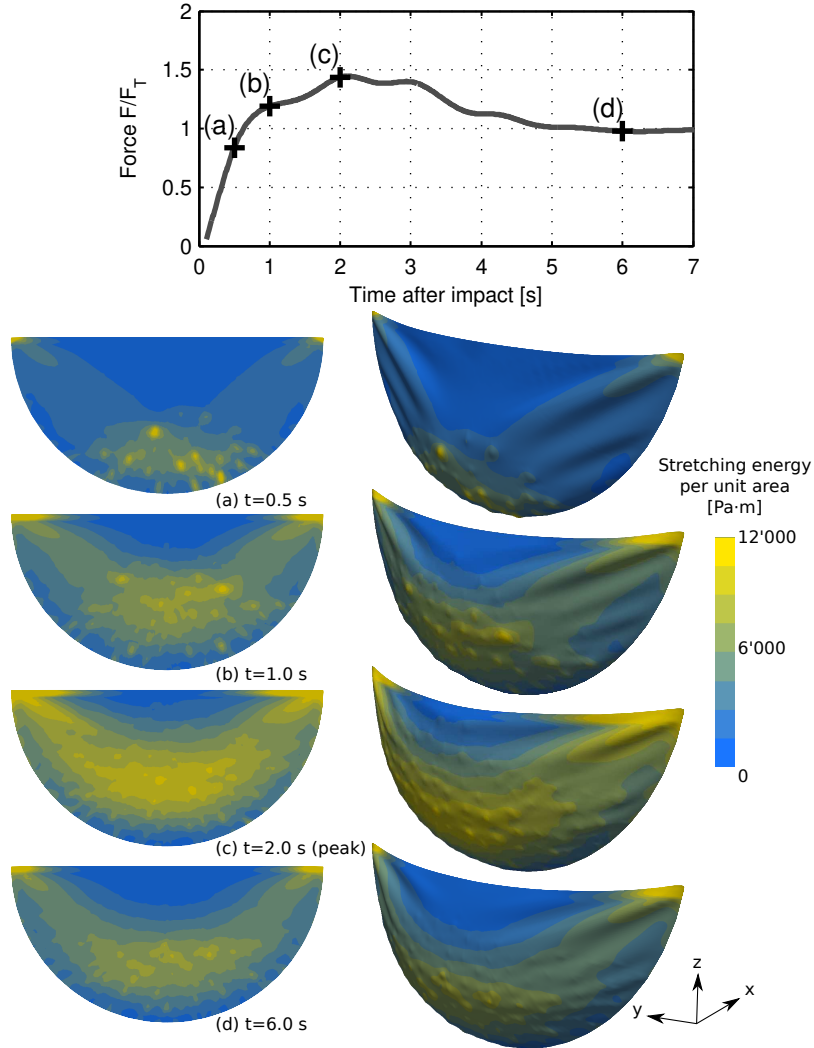 2
1.5
1
0.5
0
Force F/F_T
(a)
(b)
(c)
(d)
0 1 2 3 4 5 6 7
Time after impact [s]
(a) t=0.5 s
(b) t=1.0 s
(c) t=2.0 s (peak)
(d) t=6.0 s
Stretching energy
per unit area
[Pa·m]
12'000
6'000
0
z
x
y